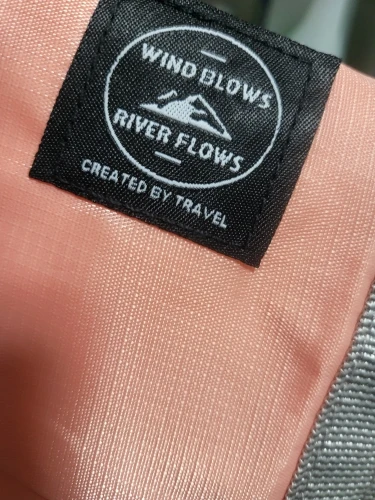 WIND BLOWS
RIVER FLOWS
CREATED BY TRAVEL